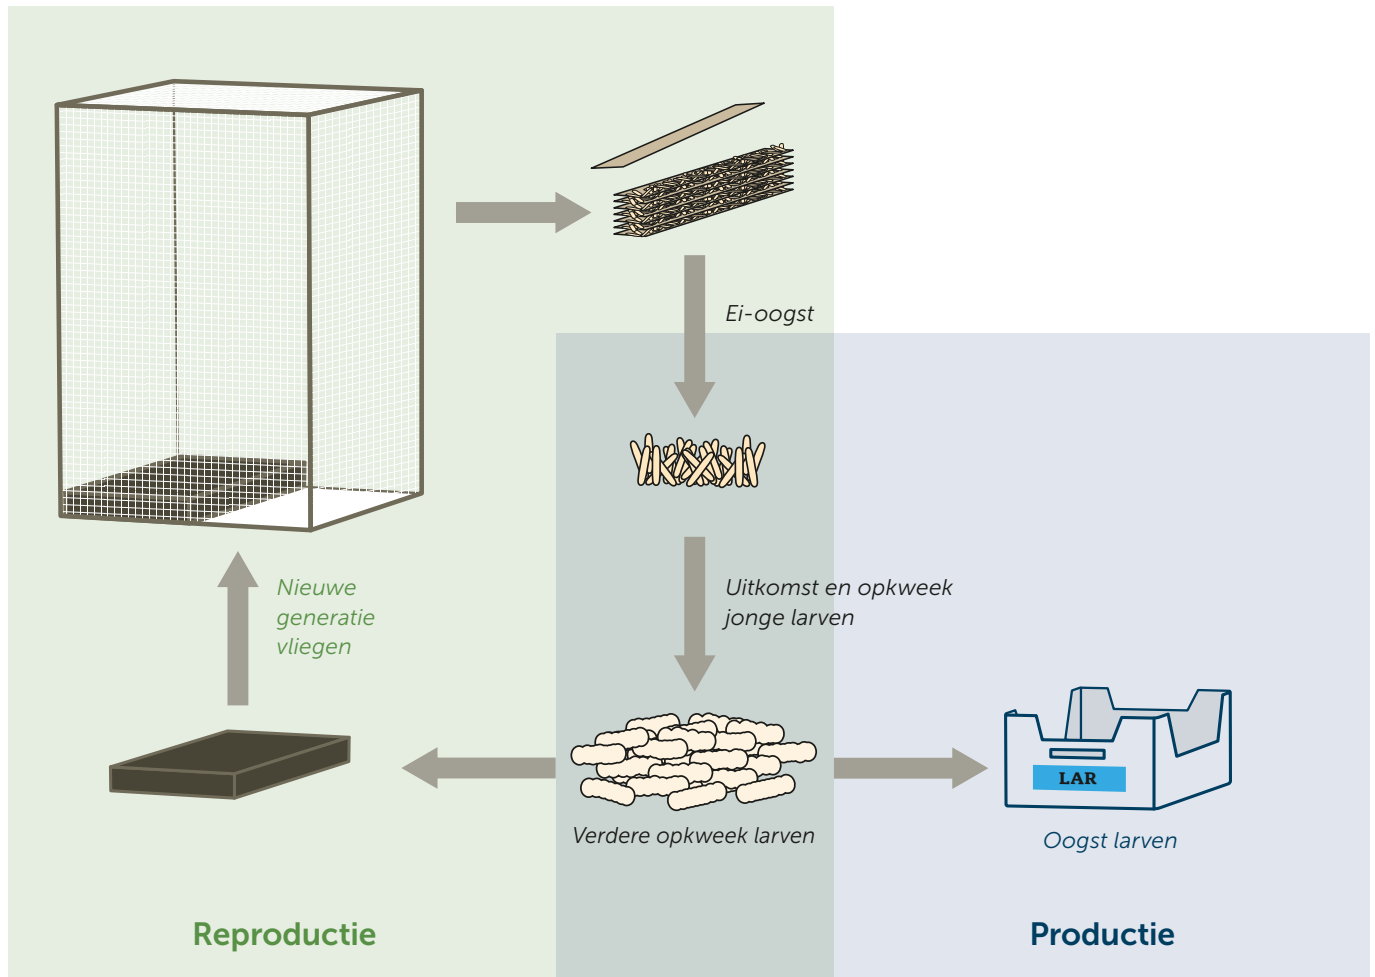 Ei-oogst
Nieuwe
generatie
vliegen
Uitkomst en opkweek
jonge larven
LAR
Verdere opkweek larven
Oogst larven
Reproductie
Productie